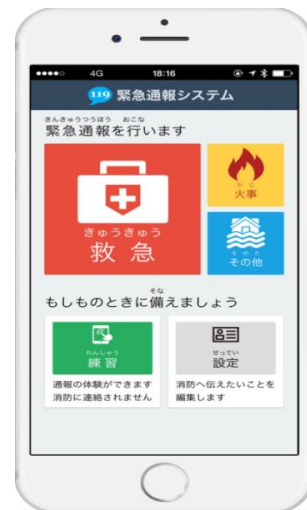 4G 18:16
119 緊急通報システム
きんきゅうつうほう おこな
緊急通報を行います
きゅうきゅう
救急
かじ
火事
そのた
その他
そな
もしものときに備えましょう
れんしゅう
練習
通報の体験ができます
消防に連絡されません
せってい
設定
消防へ伝えたいことを
編集します